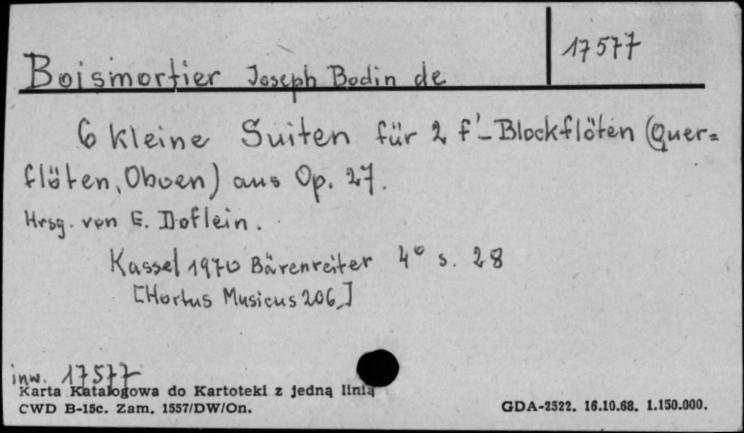 17577
Boismortier Joseph Bodin de
6 kleine Suiten für 2 f'-Blockflöten (Quer=
flöten, Oboen) aus Op. 27.
Hrsg. von E. Doflein.
Kassel 1970 Bärenreiter 4° s. 28
[Hortus Musicus 206.]
inw. 17577
Karta Katalogowa do Kartoteki z jedną linią
CWD B-15c. Zam. 1557/DW/On.
GDA-2522. 16.10.68. 1.150.000.